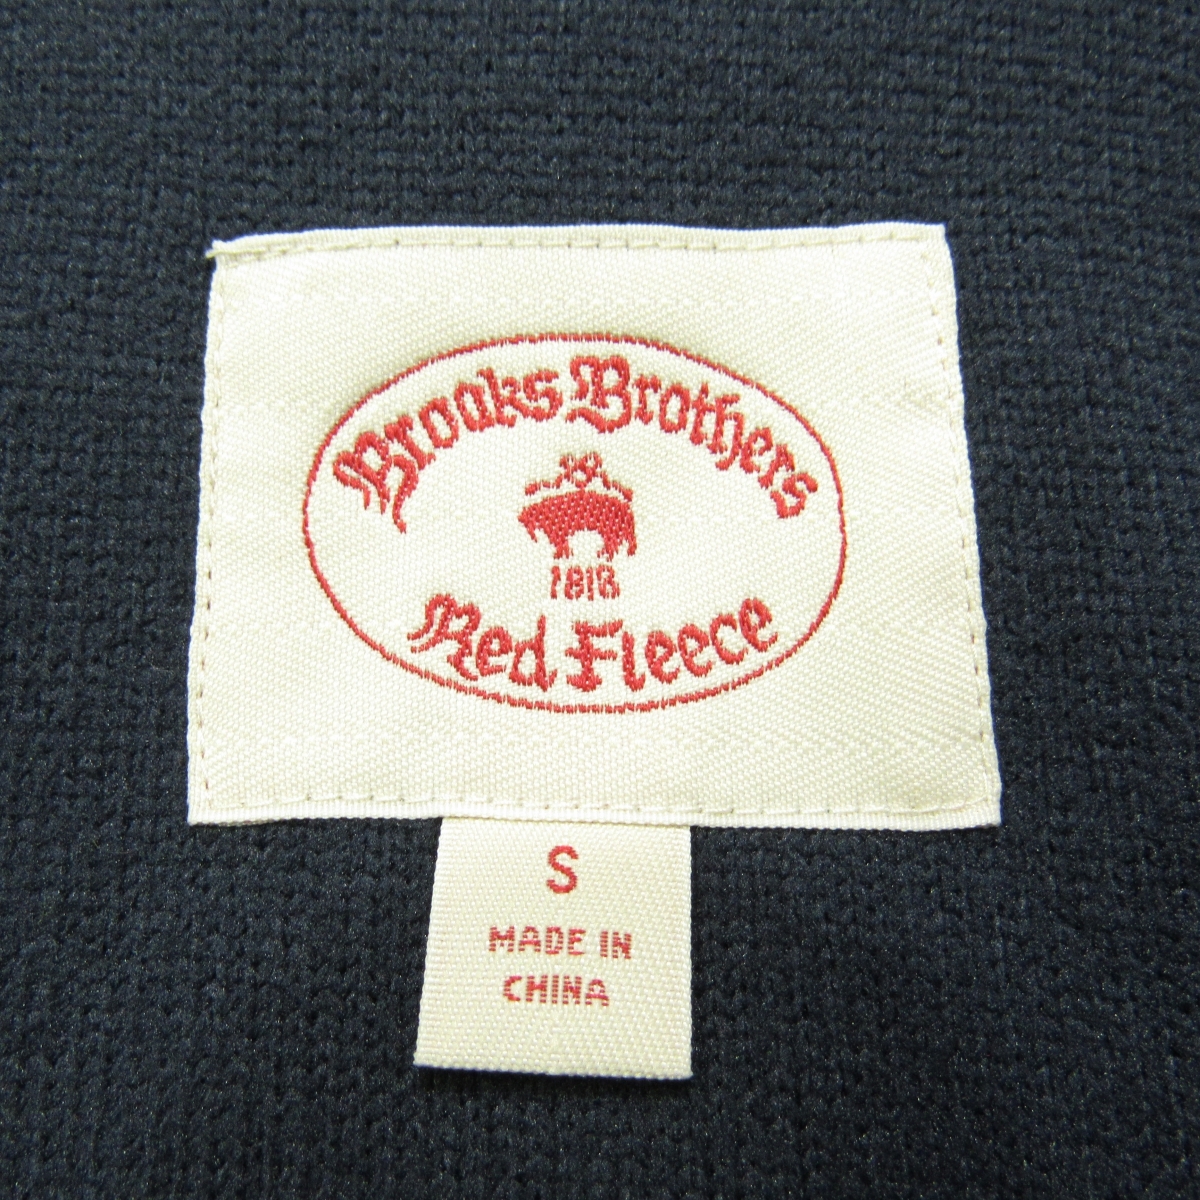 Brooks Brothers
1818
Red Fleece
S
MADE IN
CHINA